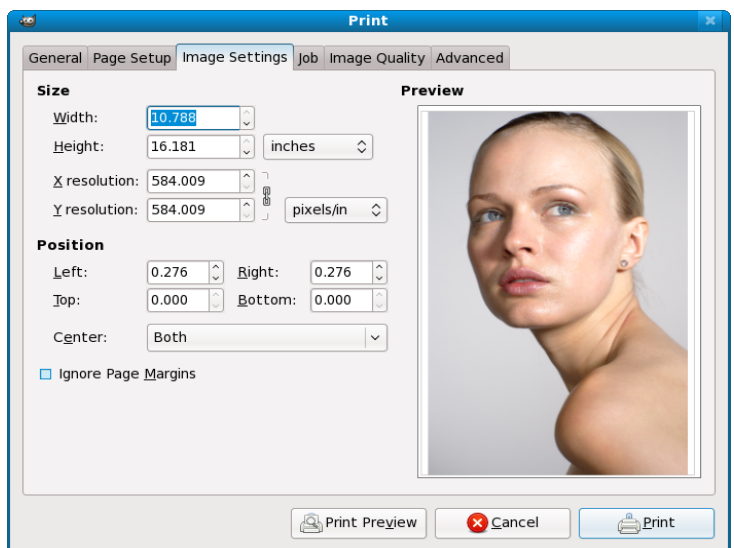 Print
General Page Setup Image Settings Job Image Quality Advanced
Size
Width: 10.788
Height: 16.181 inches
X resolution: 584.009
Y resolution: 584.009 pixels/in
Position
Left: 0.276 Right: 0.276
Top: 0.000 Bottom: 0.000
Center: Both
Ignore Page Margins
Preview
Print Preview Cancel Print